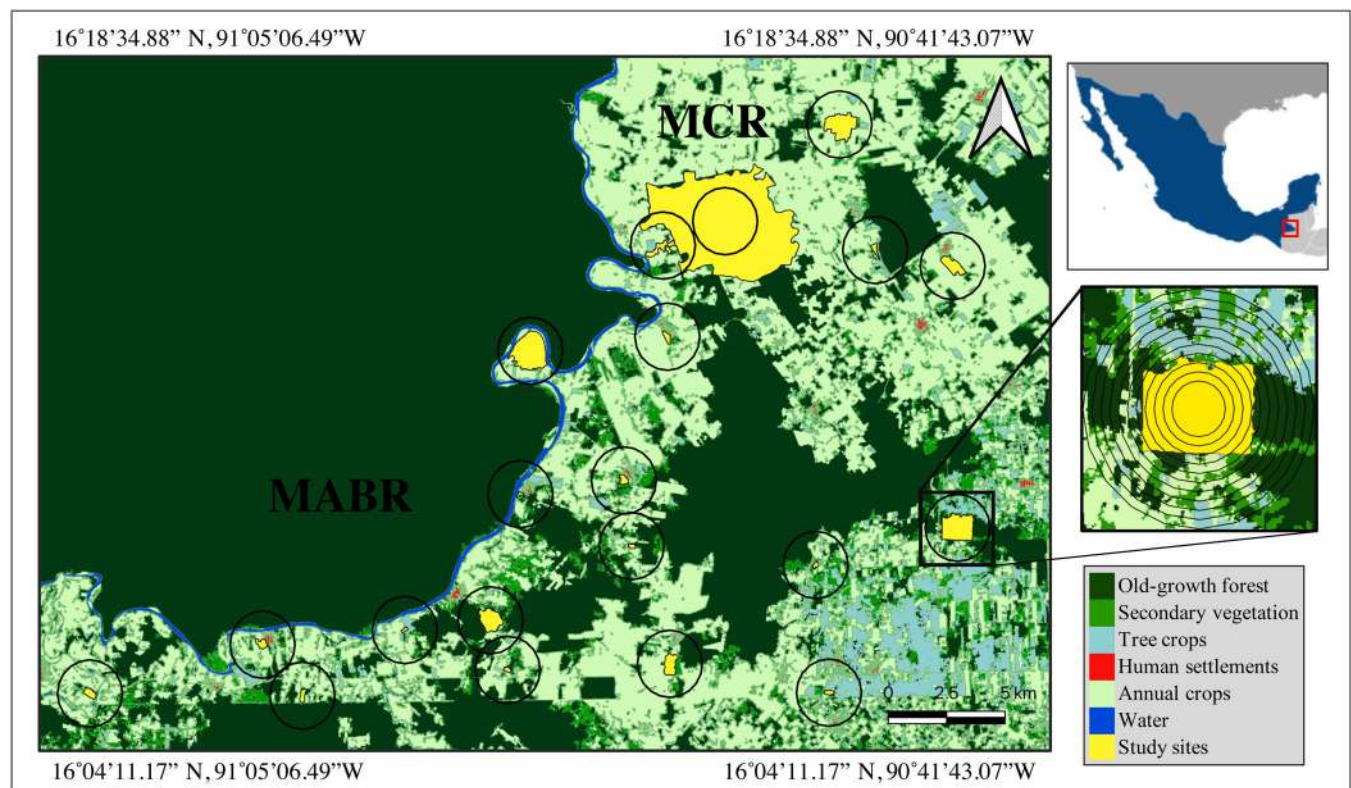 16°18'34.88” N, 91°05’06.49”W
16°18'34.88” N, 90°41’43.07”W
MCR
MABR
0 2.5 5 km
16°04’11.17” N, 91°05’06.49”W
16°04’11.17” N, 90°41’43.07”W
Old-growth forest
Secondary vegetation
Tree crops
Human settlements
Annual crops
Water
Study sites